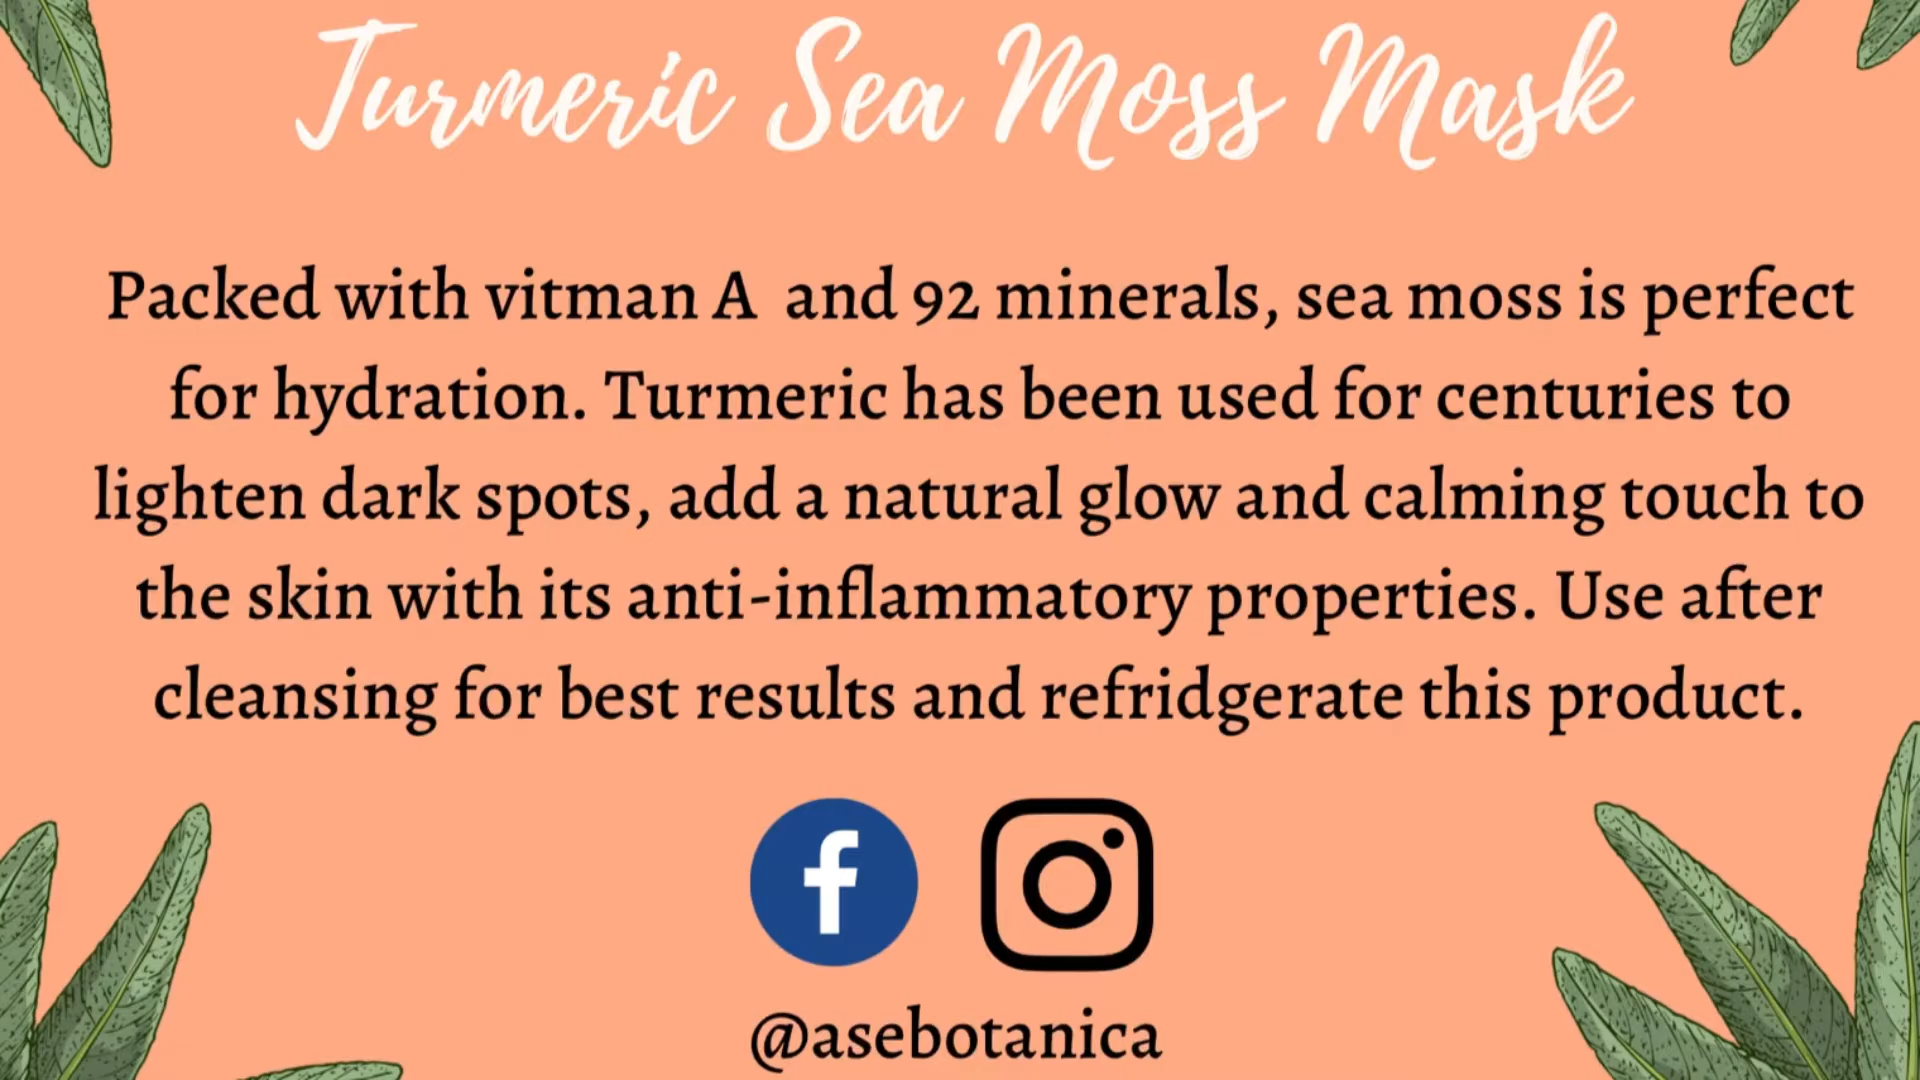 Turmeric Sea Moss Mask
Packed with vitman A and 92 minerals, sea moss is perfect
for hydration. Turmeric has been used for centuries to
lighten dark spots, add a natural glow and calming touch to
the skin with its anti-inflammatory properties. Use after
cleansing for best results and refridgerate this product.
@asebotanica